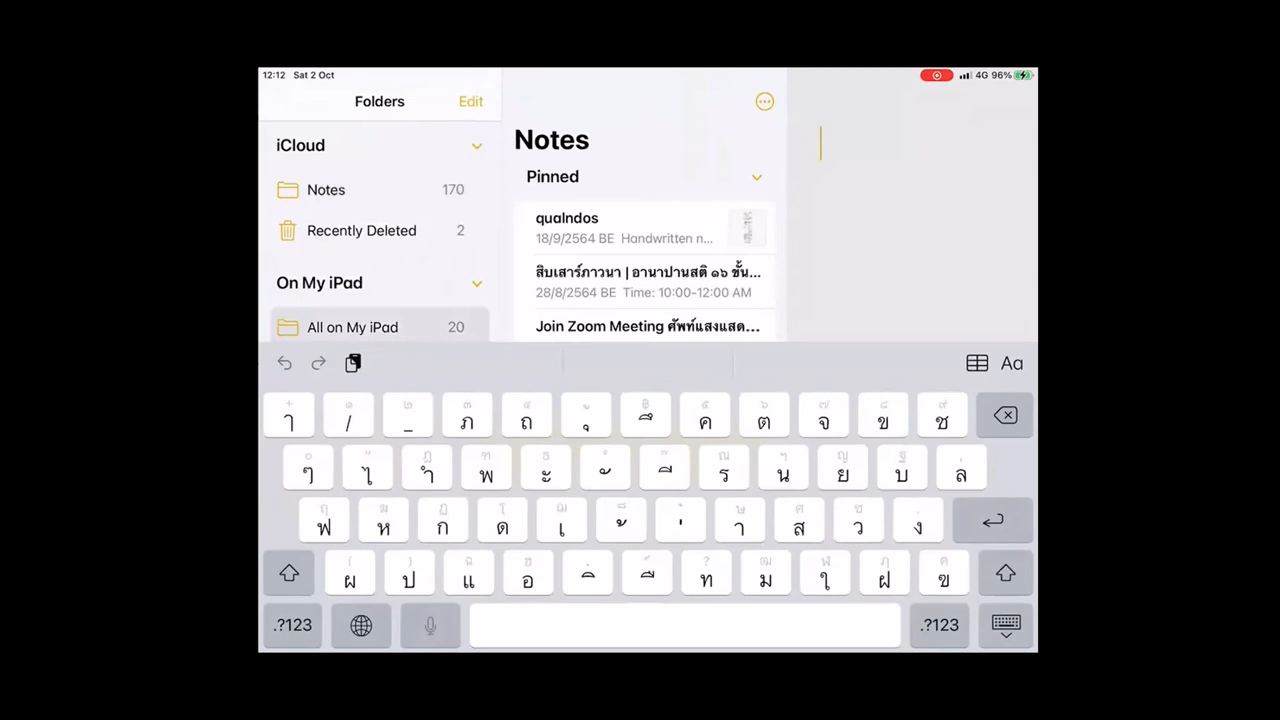 12:12 Sat 2 Oct
4G 96%
Folders Edit
iCloud
Notes 170
Recently Deleted 2
On My iPad
All on My iPad 20
Notes
Pinned
quaIndos
18/9/2564 BE Handwritten n...
สิบเสาร์ภาวนา | อานาปานสติ ๑๖ ขั้น...
28/8/2564 BE Time: 10:00-12:00 AM
Join Zoom Meeting ศัพท์แสงแสด...
Aa
ๅ / _ ภ ถ ุ ึ ค ต จ ข ช
ๆ ไ ำ พ ะ ั ี ร น ย บ ล
ฟ ห ก ด เ ้ ่ า ส ว ง
ผ ป แ อ ิ ื ท ม ใ ฝ ฃ
.?123 .?123